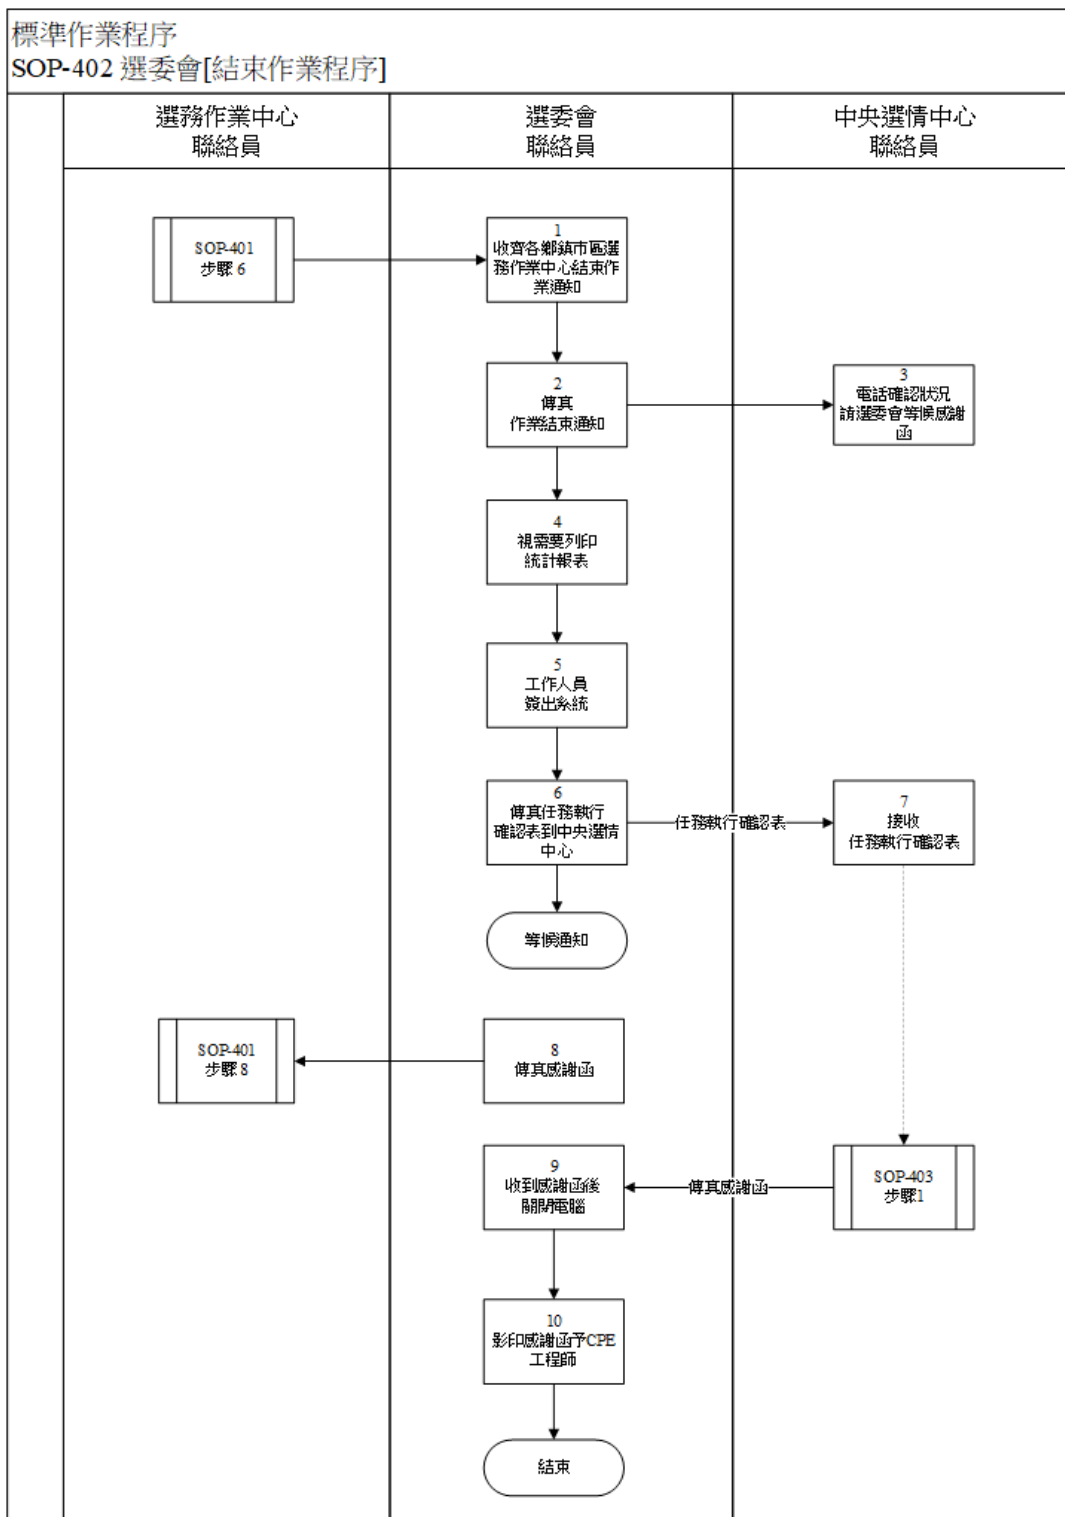 標準作業程序
SOP-402 選委會[結束作業程序]
選務作業中心
聯絡員
選委會
聯絡員
中央選情中心
聯絡員
SOP-401
步驟 6
1
收齊各鄉鎮市區選
務作業中心結束作
業通知
2
傳真
作業結束通知
3
電話確認狀況
請選委會等候感謝
函
4
視需要列印
統計報表
5
工作人員
簽出系統
6
傳真任務執行
確認表到中央選情
中心
任務執行確認表
7
接收
任務執行確認表
等候通知
SOP-401
步驟 8
8
傳真感謝函
9
收到感謝函後
關閉電腦
傳真感謝函
SOP-403
步驟1
10
影印感謝函予CPE
工程師
結束